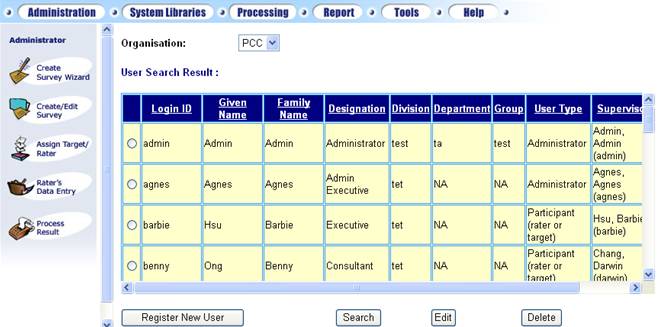 Administration System Libraries Processing Report Tools Help
Administrator
Create
Survey Wizard
Create/Edit
Survey
Assign Target/
Rater
Rater's
Data Entry
Process
Result
Organisation: PCC
User Search Result :
Login ID Given Name Family Name Designation Division Department Group User Type Superviso
admin Admin Admin Administrator test ta test Administrator Admin, Admin (admin)
agnes Agnes Agnes Admin Executive tet NA NA Administrator Agnes, Agnes (agnes)
barbie Hsu Barbie Executive tet NA NA Participant (rater or target) Hsu, Barbie (barbie)
benny Ong Benny Consultant tet NA NA Participant (rater or target) Chang, Darwin (darwin)
Register New User Search Edit Delete